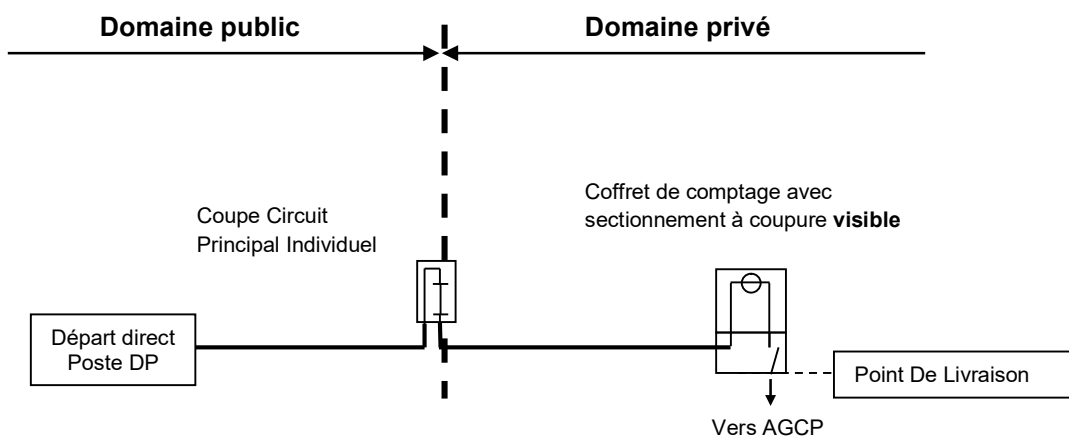 Domaine public
Domaine privé
Coupe Circuit
Principal Individuel
Coffret de comptage avec
sectionnement à coupure visible
Départ direct
Poste DP
Point De Livraison
Vers AGCP